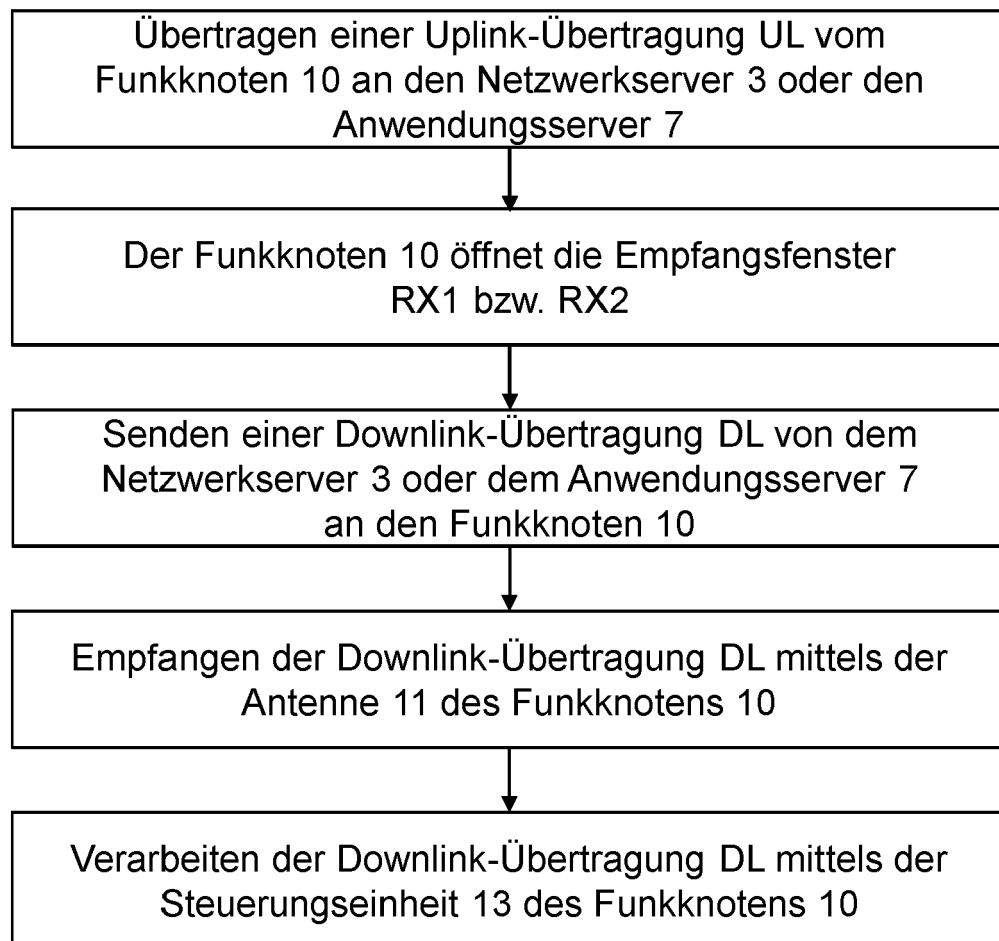 Übertragen einer Uplink-Übertragung UL vom
Funkknoten 10 an den Netzwerkserver 3 oder den
Anwendungsserver 7
Der Funkknoten 10 öffnet die Empfangsfenster
RX1 bzw. RX2
Senden einer Downlink-Übertragung DL von dem
Netzwerkserver 3 oder dem Anwendungsserver 7
an den Funkknoten 10
Empfangen der Downlink-Übertragung DL mittels der
Antenne 11 des Funkknotens 10
Verarbeiten der Downlink-Übertragung DL mittels der
Steuerungseinheit 13 des Funkknotens 10